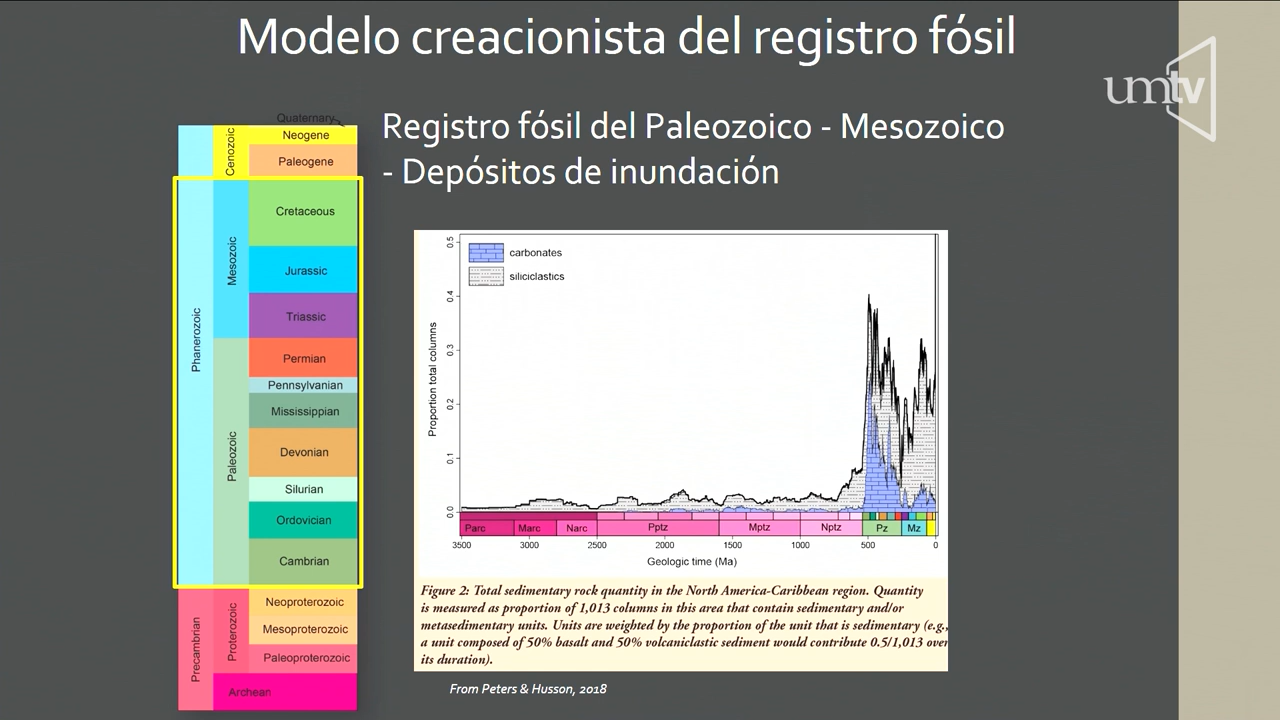 Modelo creacionista del registro fósil
umtv
Registro fósil del Paleozoico - Mesozoico
- Depósitos de inundación
Quaternary
Neogene
Paleogene
Cenozoic
Cretaceous
Jurassic
Triassic
Mesozoic
Permian
Pennsylvanian
Mississippian
Devonian
Silurian
Ordovician
Cambrian
Paleozoic
Phanerozoic
Neoproterozoic
Mesoproterozoic
Paleoproterozoic
Proterozoic
Archean
Precambrian
carbonates
siliciclastics
Proportion total columns
0.5
0.4
0.3
0.2
0.1
0.0
Parc Marc Narc Pptz Mptz Nptz Pz Mz
3500 3000 2500 2000 1500 1000 500 0
Geologic time (Ma)
Figure 2: Total sedimentary rock quantity in the North America-Caribbean region. Quantity
is measured as proportion of 1,013 columns in this area that contain sedimentary and/or
metasedimentary units. Units are weighted by the proportion of the unit that is sedimentary (e.g.,
a unit composed of 50% basalt and 50% volcaniclastic sediment would contribute 0.5/1,013 over
its duration).
From Peters & Husson, 2018